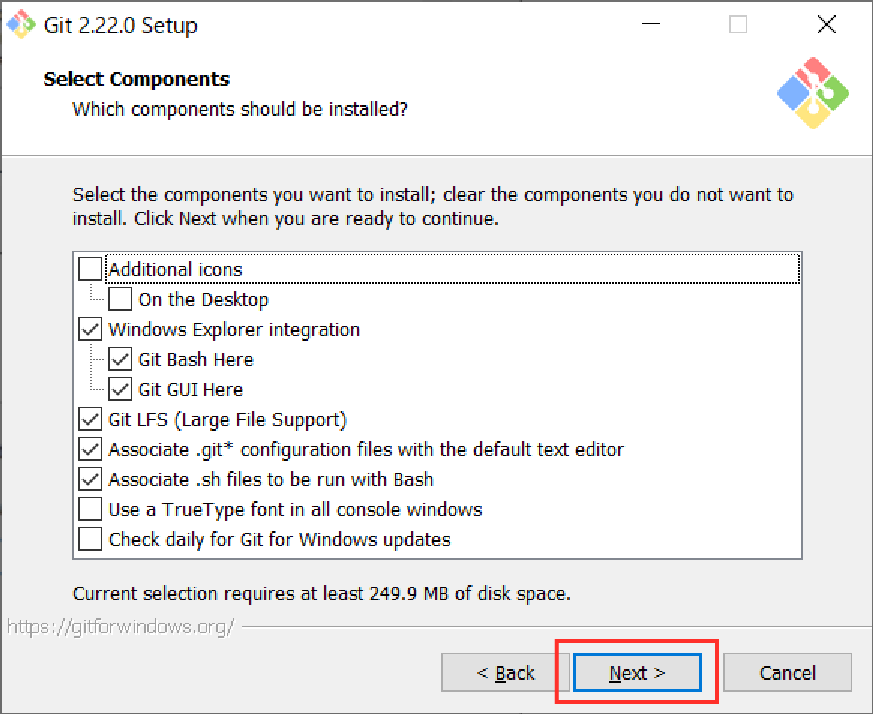 Git 2.22.0 Setup
Select Components
Which components should be installed?
Select the components you want to install; clear the components you do not want to
install. Click Next when you are ready to continue.
Additional icons
On the Desktop
Windows Explorer integration
Git Bash Here
Git GUI Here
Git LFS (Large File Support)
Associate .git* configuration files with the default text editor
Associate .sh files to be run with Bash
Use a TrueType font in all console windows
Check daily for Git for Windows updates
Current selection requires at least 249.9 MB of disk space.
https://gitforwindows.org/
< Back Next > Cancel